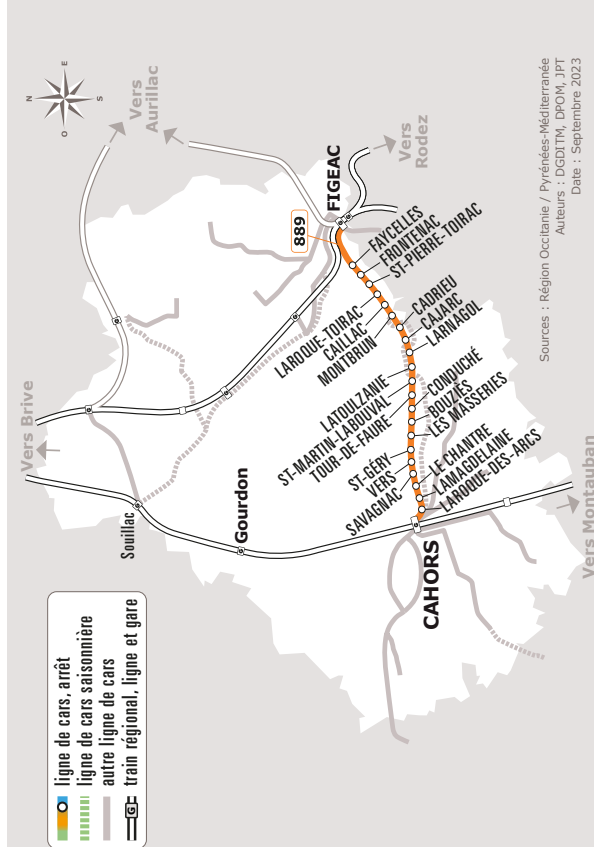 N
E
S
O
Vers
Aurillac
Vers Brive
Souillac
Gourdon
FIGEAC
889
Vers
Rodez
FAYCELLES
FRONTENAC
ST-PIERRE-TOIRAC
LAROQUE-TOIRAC
CAILLAC
MONTBRUN
CADRIEU
CAJARC
LARNAGOL
LATOULZANIE
ST-MARTIN-LABOUVAL
TOUR-DE-FAURE
CONDUCHÉ
BOUZIÈS
LES MASSERIES
ST-GÉRY
VERS
SAVAGNAC
LE CHANTRE
LAMAGDELAINE
LAROQUE-DES-ARCS
CAHORS
Vers Montauban
ligne de cars, arrêt
ligne de cars saisonnière
autre ligne de cars
G train régional, ligne et gare
Sources : Région Occitanie / Pyrénées-Méditerranée
Auteurs : DGDITM, DPOM, JPT
Date : Septembre 2023